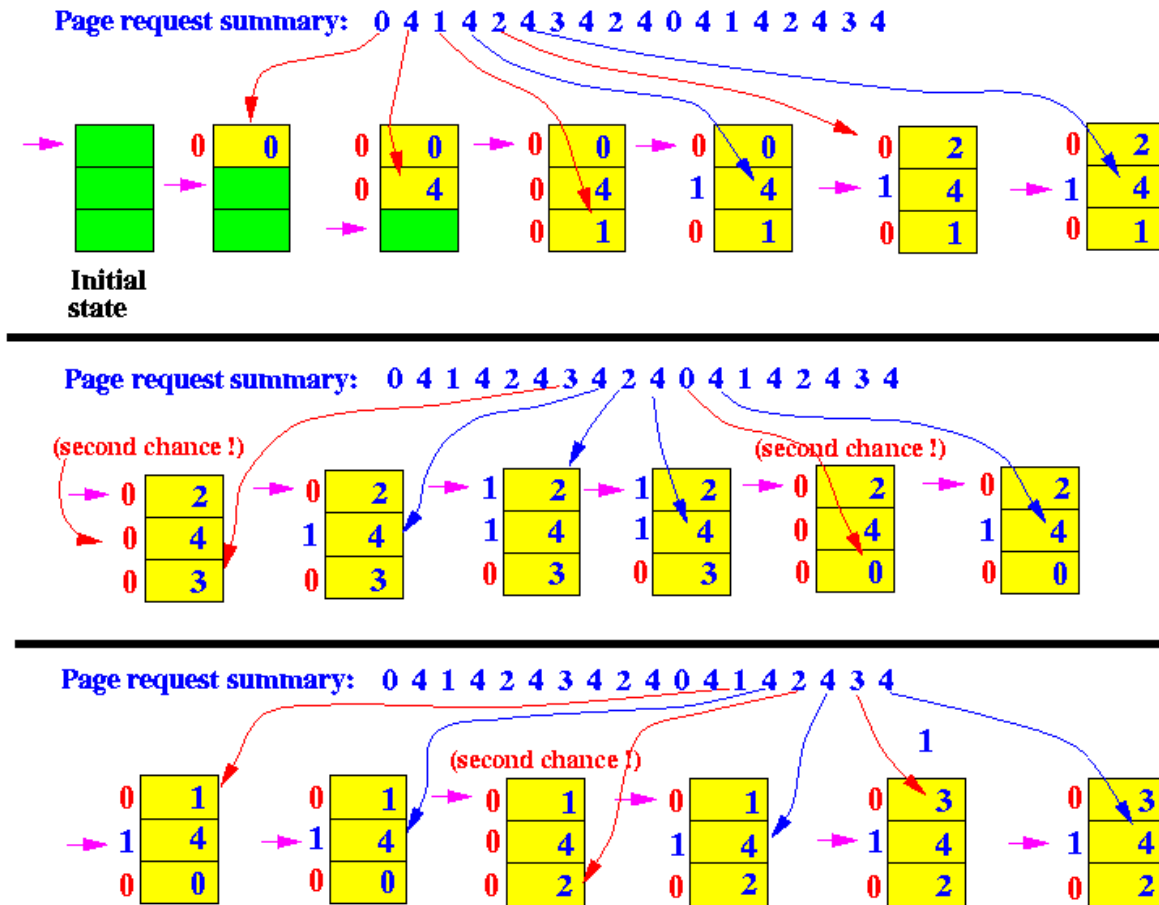 Page request summary: 0 4 1 4 2 4 3 4 2 4 0 4 1 4 2 4 3 4
0 0 0 0 0 0 0 0 0 2 0 2
0 4 0 4 1 4 1 4 1 4
0 1 0 1 0 1 0 1
Initial
state
Page request summary: 0 4 1 4 2 4 3 4 2 4 0 4 1 4 2 4 3 4
(second chance !) (second chance !)
0 2 0 2 1 2 1 2 0 2 0 2
0 4 1 4 1 4 1 4 0 4 1 4
0 3 0 3 0 3 0 3 0 0 0 0
Page request summary: 0 4 1 4 2 4 3 4 2 4 0 4 1 4 2 4 3 4
1
(second chance !)
0 1 0 1 0 1 0 1 0 3 0 3
1 4 1 4 0 4 1 4 1 4 1 4
0 0 0 0 0 2 0 2 0 2 0 2